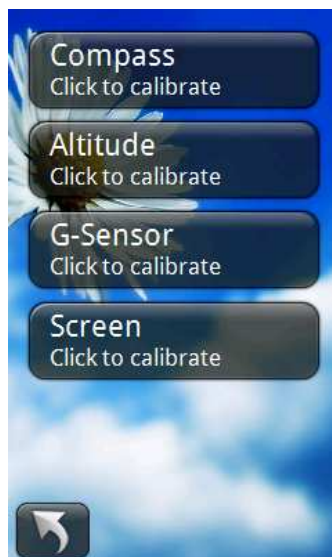 Compass
Click to calibrate
Altitude
Click to calibrate
G-Sensor
Click to calibrate
Screen
Click to calibrate